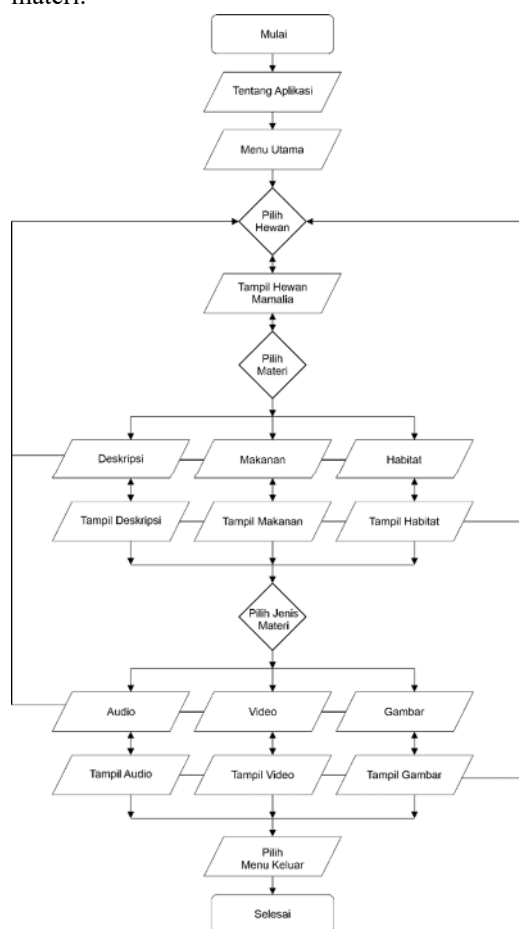 materi.
Mulai
Tentang Aplikasi
Menu Utama
Pilih
Hewan
Tampil Hewan
Mamalia
Pilih
Materi
Deskripsi
Makanan
Habitat
Tampil Deskripsi
Tampil Makanan
Tampil Habitat
Pilih Jenis
Materi
Audio
Video
Gambar
Tampil Audio
Tampil Video
Tampil Gambar
Pilih
Menu Keluar
Selesai